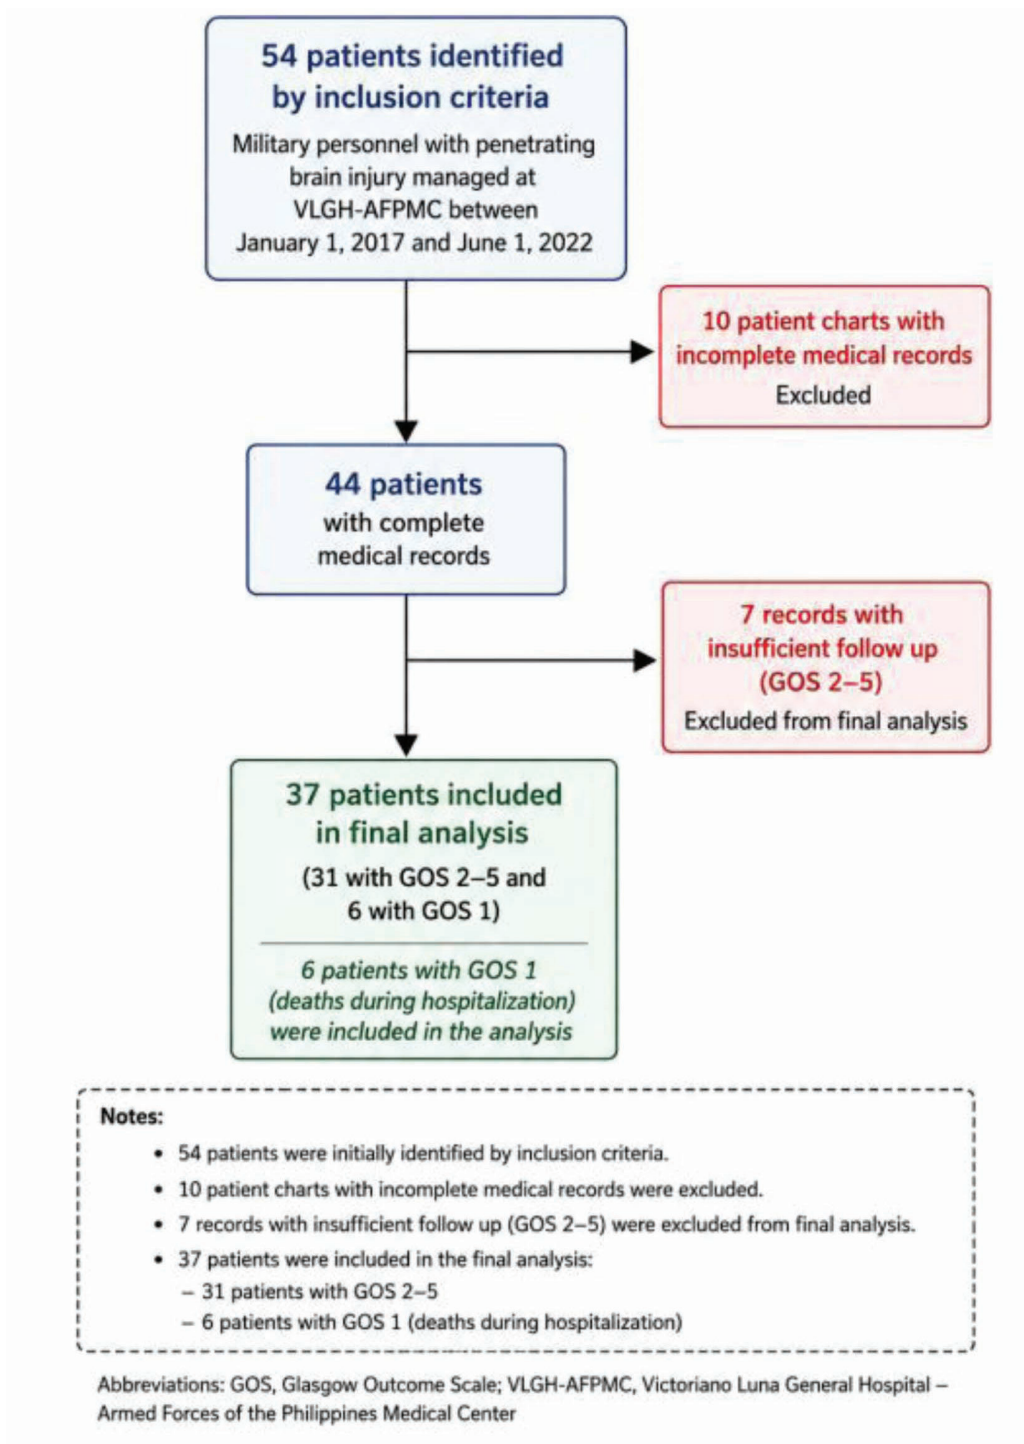 54 patients identified
by inclusion criteria
Military personnel with penetrating
brain injury managed at
VLGH-AFPMC between
January 1, 2017 and June 1, 2022
10 patient charts with
incomplete medical records
Excluded
44 patients
with complete
medical records
7 records with
insufficient follow up
(GOS 2–5)
Excluded from final analysis
37 patients included
in final analysis
(31 with GOS 2–5 and
6 with GOS 1)
6 patients with GOS 1
(deaths during hospitalization)
were included in the analysis
Notes:
• 54 patients were initially identified by inclusion criteria.
• 10 patient charts with incomplete medical records were excluded.
• 7 records with insufficient follow up (GOS 2–5) were excluded from final analysis.
• 37 patients were included in the final analysis:
– 31 patients with GOS 2–5
– 6 patients with GOS 1 (deaths during hospitalization)
Abbreviations: GOS, Glasgow Outcome Scale; VLGH-AFPMC, Victoriano Luna General Hospital –
Armed Forces of the Philippines Medical Center